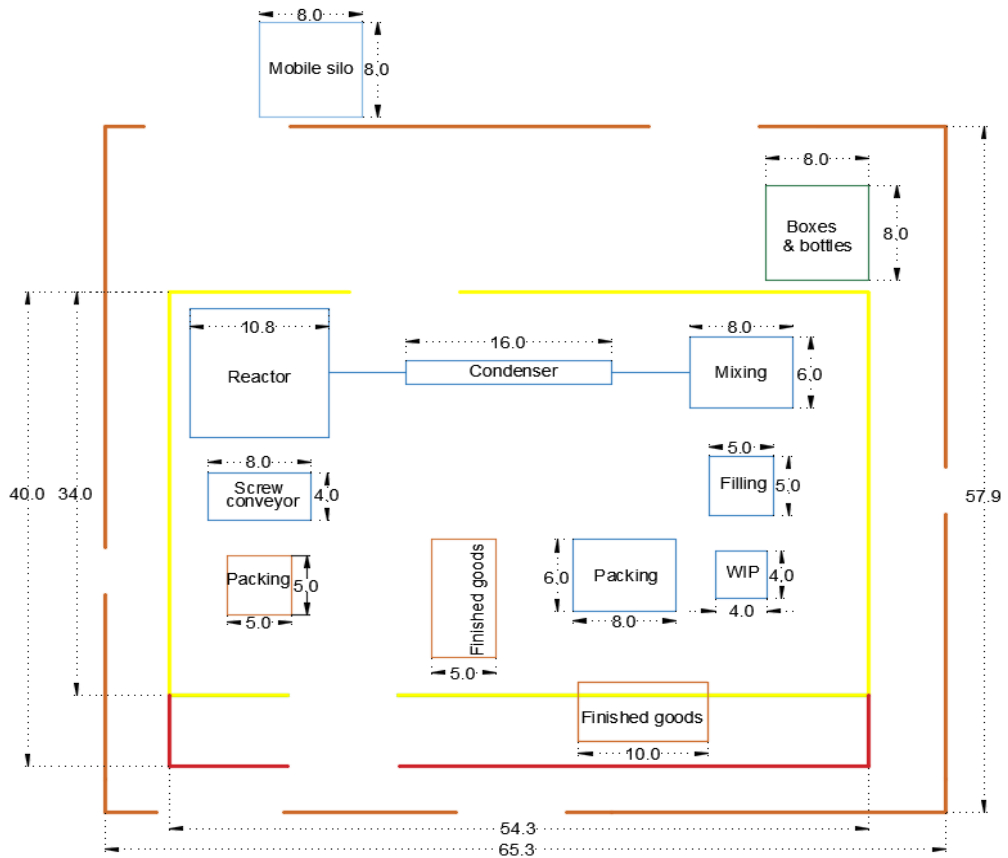 8.0
Mobile silo
8.0
8.0
Boxes
& bottles
8.0
10.8
16.0
8.0
Reactor
Condenser
Mixing
6.0
8.0
5.0
Screw
conveyor
4.0
Filling
5.0
40.0
34.0
57.9
Packing
5.0
5.0
Finished goods
5.0
6.0
Packing
8.0
WIP
4.0
4.0
Finished goods
10.0
54.3
65.3